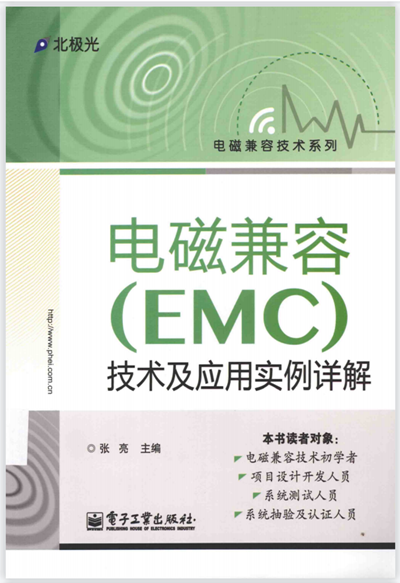 北极光
电磁兼容技术系列
电磁兼容
(EMC)
技术及应用实例详解
http://www.phei.com.cn
◎张 亮 主编
本书读者对象：
电磁兼容技术初学者
项目设计开发人员
系统测试人员
系统抽验及认证人员
電子工業出版社
PUBLISHING HOUSE OF ELECTRONICS INDUSTRY